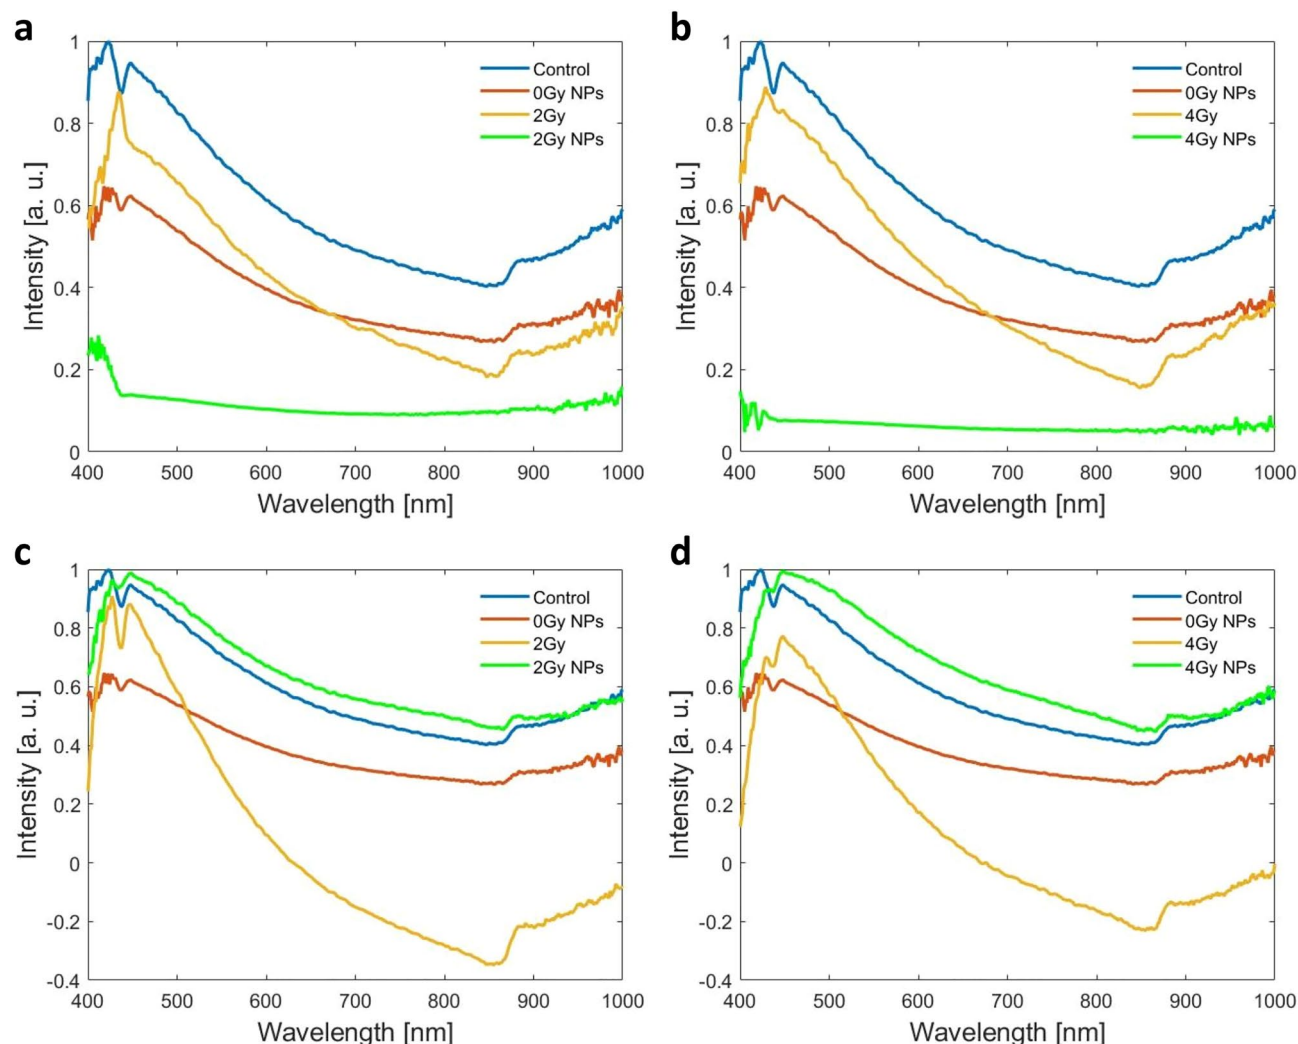 a
1
0.8
0.6
0.4
0.2
0
Intensity [a. u.]
400 500 600 700 800 900 1000
Wavelength [nm]
Control
0Gy NPs
2Gy
2Gy NPs
b
1
0.8
0.6
0.4
0.2
0
Intensity [a. u.]
400 500 600 700 800 900 1000
Wavelength [nm]
Control
0Gy NPs
4Gy
4Gy NPs
c
1
0.8
0.6
0.4
0.2
0
-0.2
-0.4
Intensity [a. u.]
400 500 600 700 800 900 1000
Wavelength [nm]
Control
0Gy NPs
2Gy
2Gy NPs
d
1
0.8
0.6
0.4
0.2
0
-0.2
-0.4
Intensity [a. u.]
400 500 600 700 800 900 1000
Wavelength [nm]
Control
0Gy NPs
4Gy
4Gy NPs